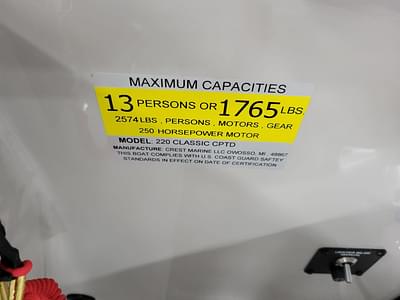 MAXIMUM CAPACITIES
13 PERSONS OR 1765 LBS
2574 LBS . PERSONS . MOTORS . GEAR
250 HORSEPOWER MOTOR
MODEL: 220 CLASSIC CPTD
MANUFACTURE: CREST MARINE LLC OWOSSO, MI , 48867
THIS BOAT COMPLIES WITH U.S. COAST GUARD SAFTEY
STANDARDS IN EFFECT ON DATE OF CERTIFICATION